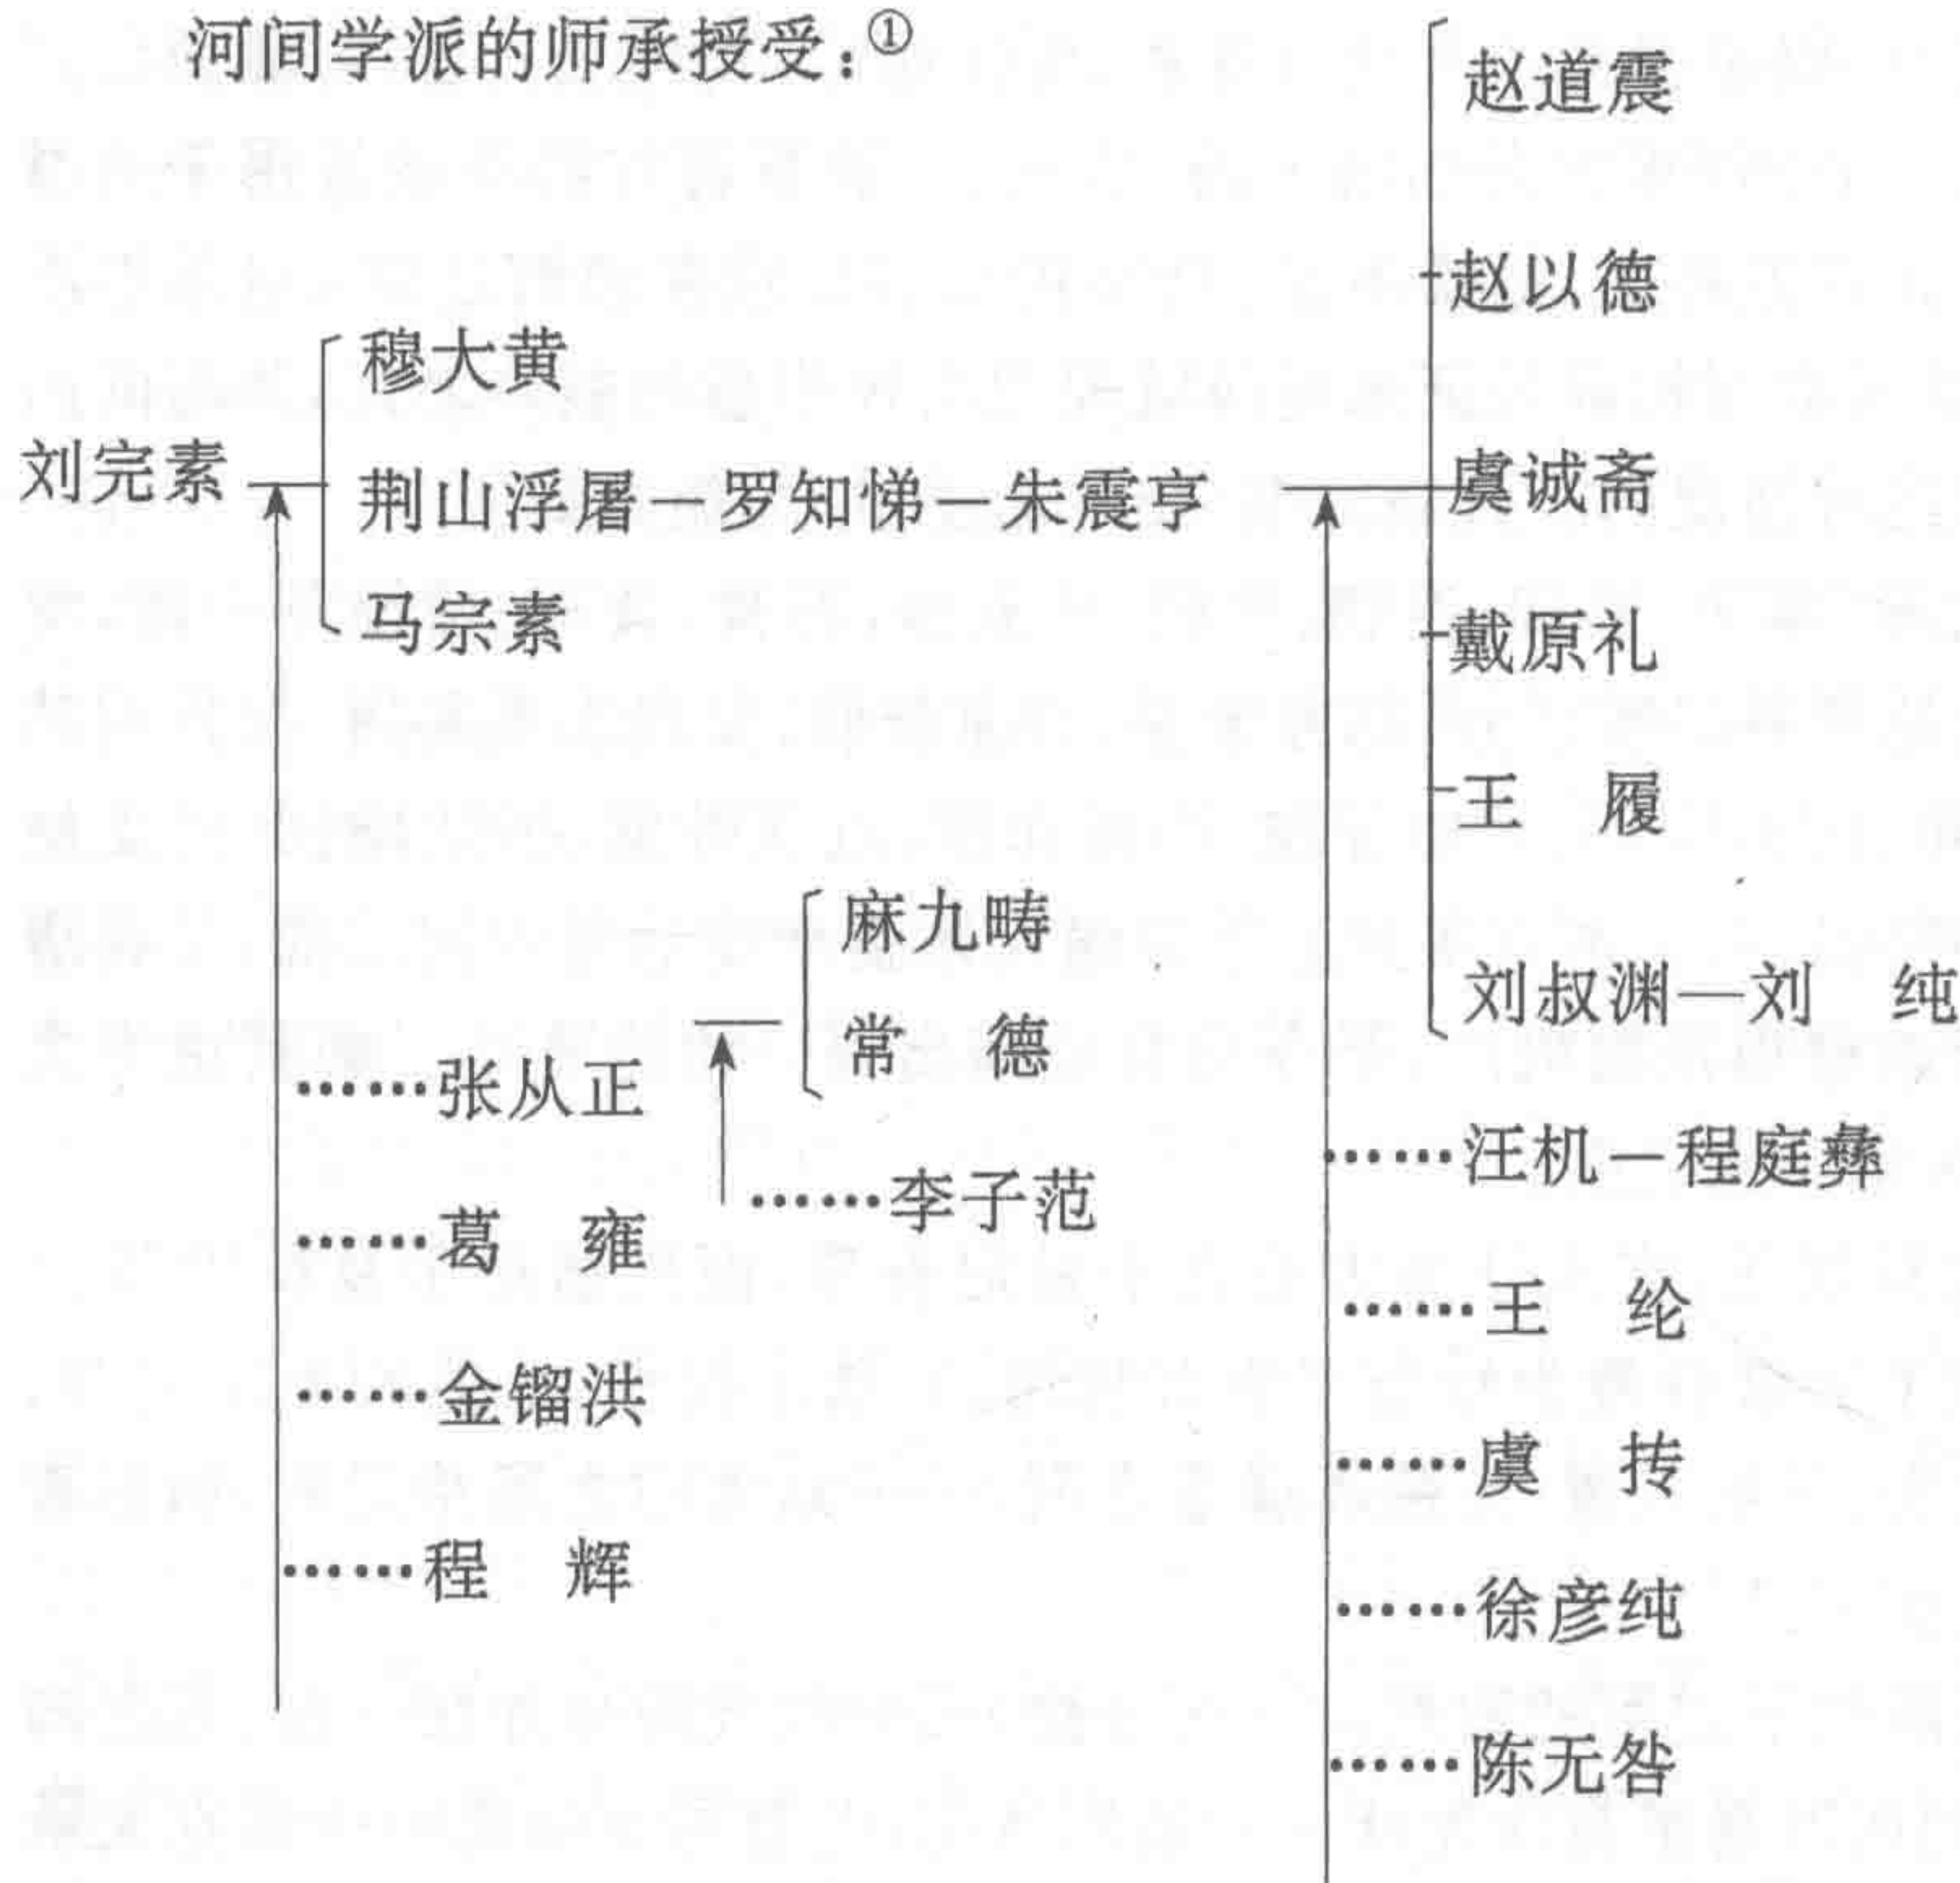 河间学派的师承授受：①
刘完素
穆大黄
荆山浮屠－罗知悌－朱震亨
马宗素
……张从正
麻九畴
常　德
……李子范
……葛　雍
……金镏洪
……程　辉
赵道震
赵以德
虞诚斋
戴原礼
王　履
刘叔渊—刘　纯
……汪机－程庭彝
……王　纶
……虞　抟
……徐彦纯
……陈无咎